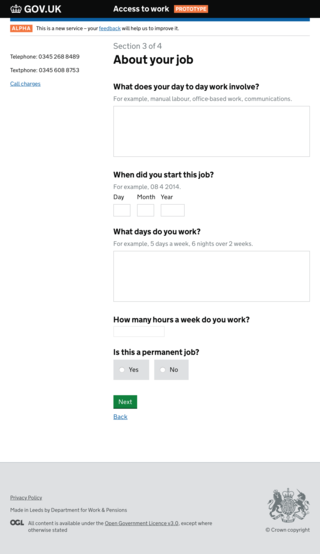 GOV.UK
Access to work PROTOTYPE
ALPHA This is a new service – your feedback will help us to improve it.
Telephone: 0345 268 8489
Textphone: 0345 608 8753
Call charges
Section 3 of 4
About your job
What does your day to day work involve?
For example, manual labour, office-based work, communications.
When did you start this job?
For example, 08 4 2014.
Day Month Year
What days do you work?
For example, 5 days a week, 6 nights over 2 weeks.
How many hours a week do you work?
Is this a permanent job?
Yes No
Next
Back
Privacy Policy
Made in Leeds by Department for Work & Pensions
OGL All content is available under the Open Government Licence v3.0, except where
otherwise stated
© Crown copyright